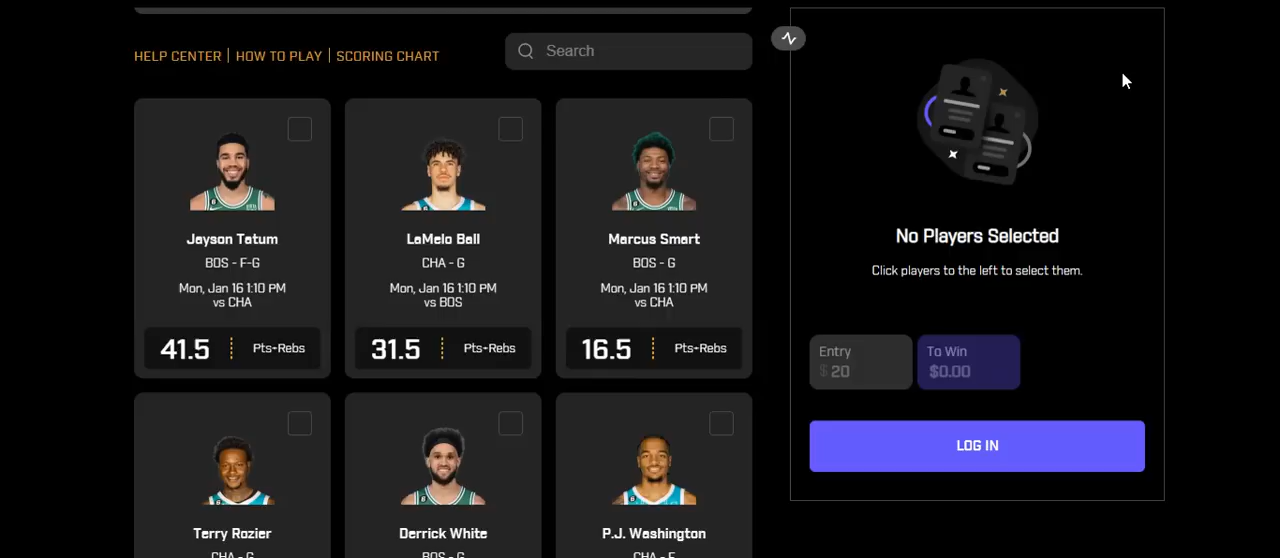 HELP CENTER | HOW TO PLAY | SCORING CHART
Search
Jayson Tatum
BOS - F-G
Mon, Jan 16 1:10 PM
vs CHA
41.5 Pts+Rebs
LaMelo Ball
CHA - G
Mon, Jan 16 1:10 PM
vs BOS
31.5 Pts+Rebs
Marcus Smart
BOS - G
Mon, Jan 16 1:10 PM
vs CHA
16.5 Pts+Rebs
Terry Rozier
CHA - G
Derrick White
BOS - G
P.J. Washington
CHA - F
No Players Selected
Click players to the left to select them.
Entry
$ 20
To Win
$0.00
LOG IN